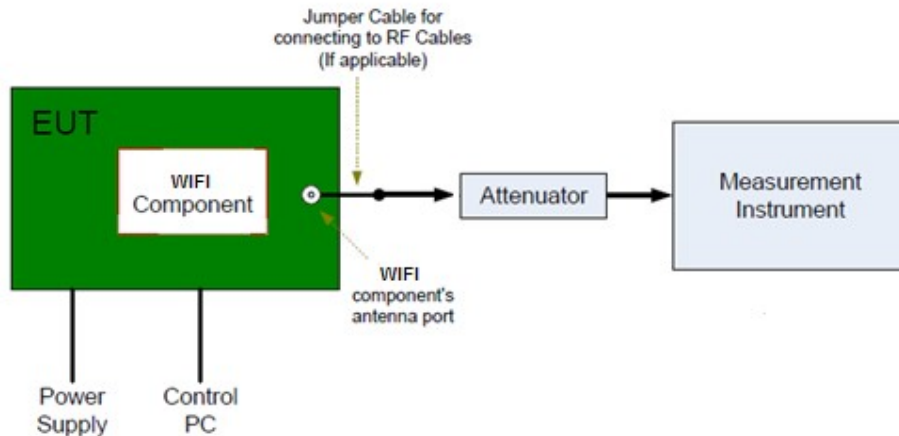 Jumper Cable for
connecting to RF Cables
(If applicable)
EUT
WIFI
Component
Attenuator
Measurement
Instrument
WIFI
component's
antenna port
Power
Supply
Control
PC